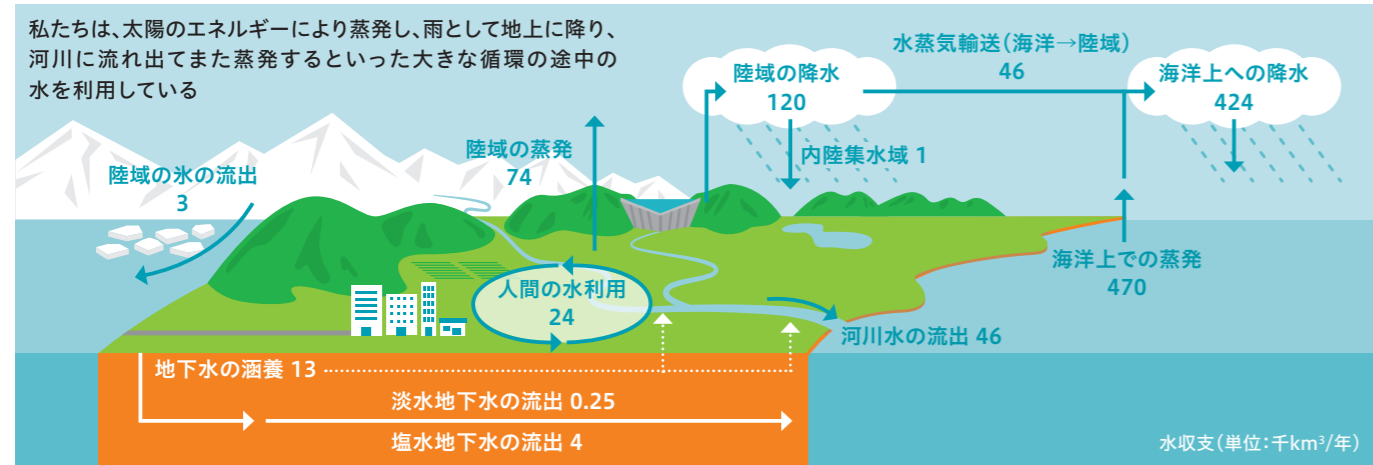 私たちは、太陽のエネルギーにより蒸発し、雨として地上に降り、
河川に流れ出てまた蒸発するといった大きな循環の途中の
水を利用している
水蒸気輸送(海洋→陸域)
46
陸域の降水
120
海洋上への降水
424
内陸集水域 1
陸域の蒸発
74
陸域の氷の流出
3
海洋上での蒸発
470
人間の水利用
24
河川水の流出 46
地下水の涵養 13
淡水地下水の流出 0.25
塩水地下水の流出 4
水収支(単位:千km³/年)